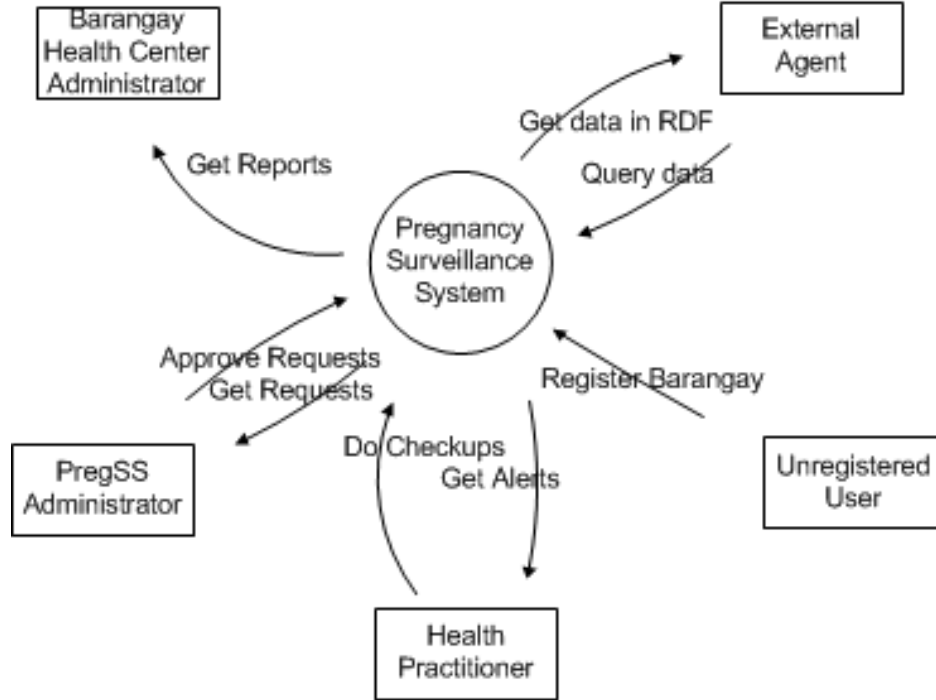 Barangay
Health Center
Administrator
External
Agent
Get data in RDF
Get Reports
Query data
Pregnancy
Surveillance
System
Approve Requests
Get Requests
Register Barangay
Do Checkups
Get Alerts
PregSS
Administrator
Unregistered
User
Health
Practitioner